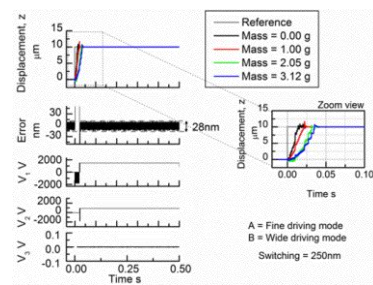 Displacement, z
μm
15
10
5
0
Reference
Mass = 0.00 g
Mass = 1.00 g
Mass = 2.05 g
Mass = 3.12 g
Error
nm
30
0
-30
28nm
V1 V
2000
0
-2000
V2 V
2000
0
-2000
V3 V
0.1
0.0
-0.1
0.00
0.25
0.50
Time s
Zoom view
Displacement, z
μm
15
10
5
0
0.00
0.05
0.10
Time s
A = Fine driving mode
B = Wide driving mode
Switching = 250nm